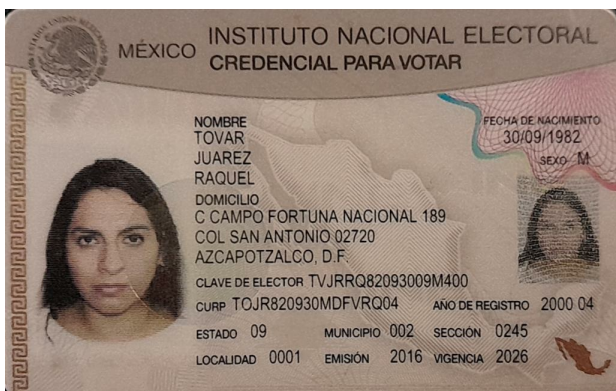 MÉXICO INSTITUTO NACIONAL ELECTORAL
CREDENCIAL PARA VOTAR
NOMBRE
TOVAR
JUAREZ
RAQUEL
FECHA DE NACIMIENTO
30/09/1982
SEXO M
DOMICILIO
C CAMPO FORTUNA NACIONAL 189
COL SAN ANTONIO 02720
AZCAPOTZALCO, D.F.
CLAVE DE ELECTOR TVJRRQ82093009M400
CURP TOJR820930MDFVRQ04 AÑO DE REGISTRO 2000 04
ESTADO 09 MUNICIPIO 002 SECCIÓN 0245
LOCALIDAD 0001 EMISIÓN 2016 VIGENCIA 2026